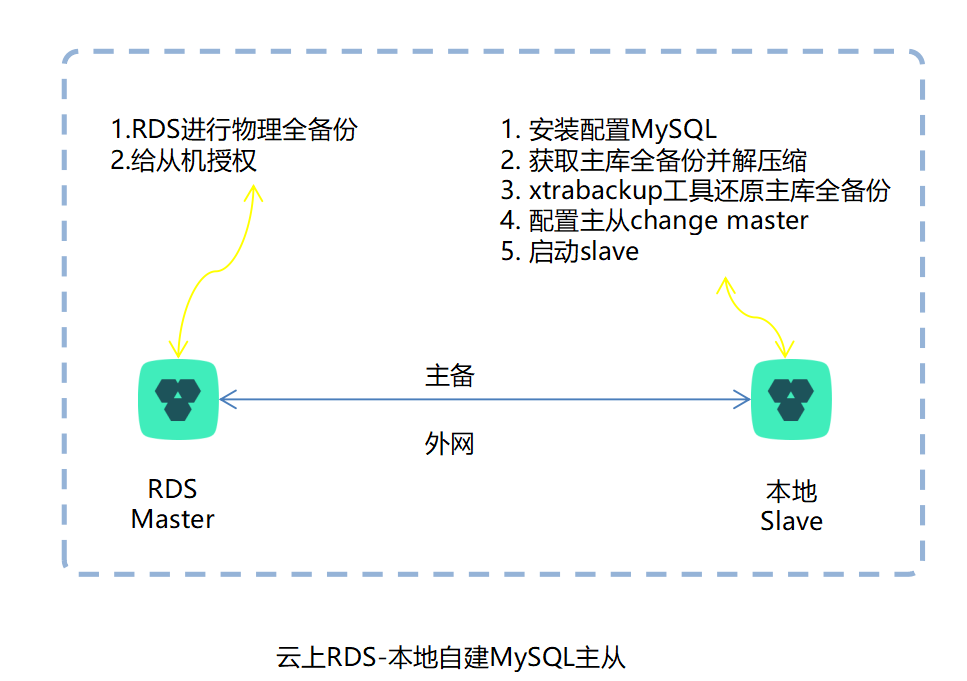 1.RDS进行物理全备份
2.给从机授权
1. 安装配置MySQL
2. 获取主库全备份并解压缩
3. xtrabackup工具还原主库全备份
4. 配置主从change master
5. 启动slave
主备
外网
RDS
Master
本地
Slave
云上RDS-本地自建MySQL主从